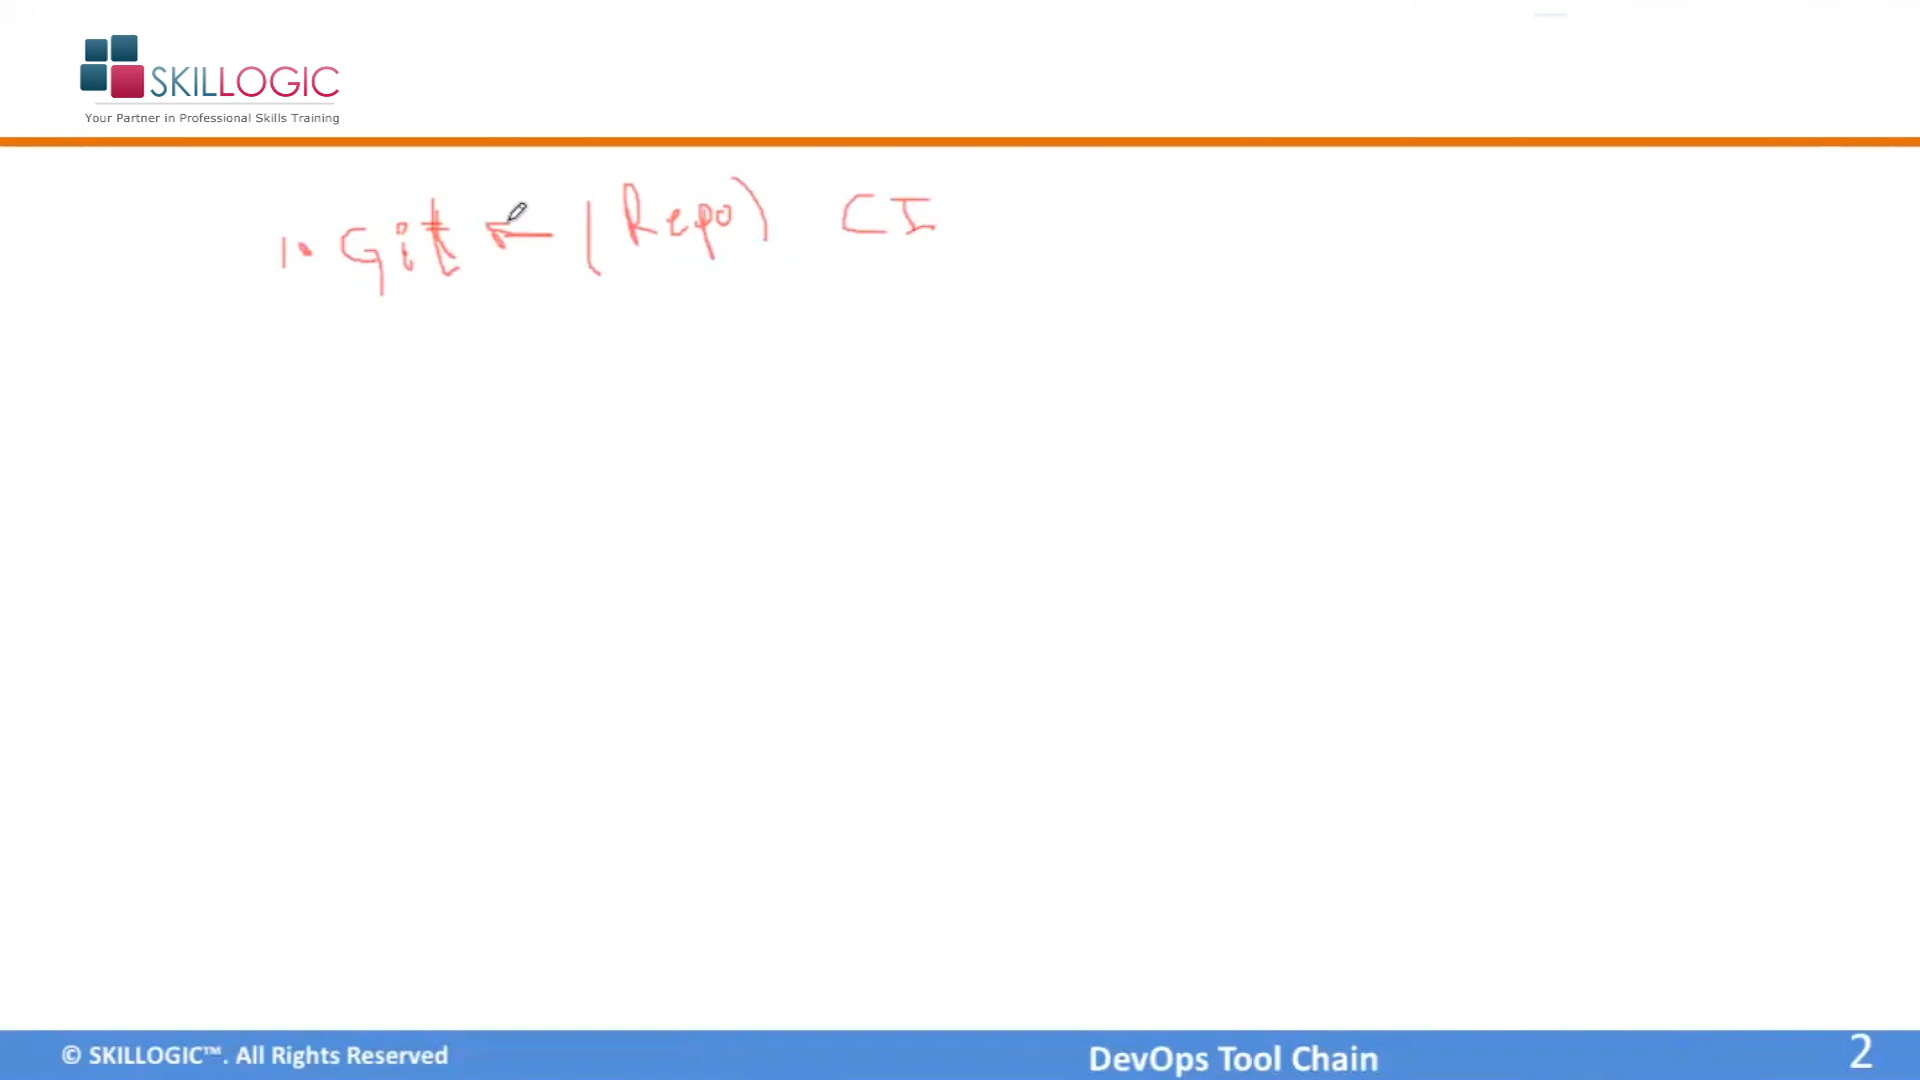 SKILLOGIC
Your Partner in Professional Skills Training
1. Git ← (Repo) CI
© SKILLOGIC™. All Rights Reserved
DevOps Tool Chain
2